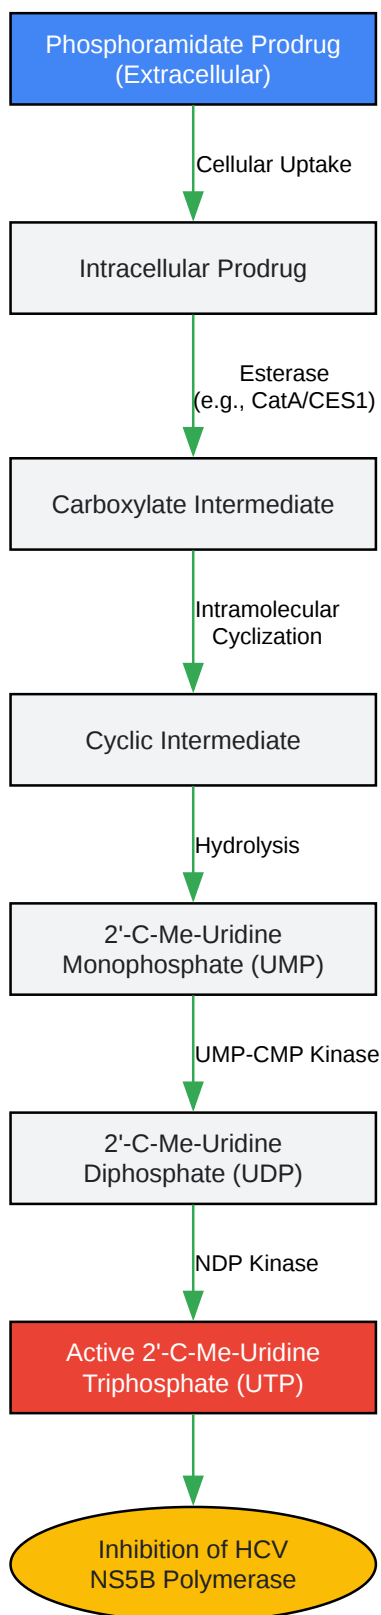 Phosphoramidate Prodrug
(Extracellular)
Cellular Uptake
Intracellular Prodrug
Esterase
(e.g., CatA/CES1)
Carboxylate Intermediate
Intramolecular
Cyclization
Cyclic Intermediate
Hydrolysis
2'-C-Me-Uridine
Monophosphate (UMP)
UMP-CMP Kinase
2'-C-Me-Uridine
Diphosphate (UDP)
NDP Kinase
Active 2'-C-Me-Uridine
Triphosphate (UTP)
Inhibition of HCV
NS5B Polymerase